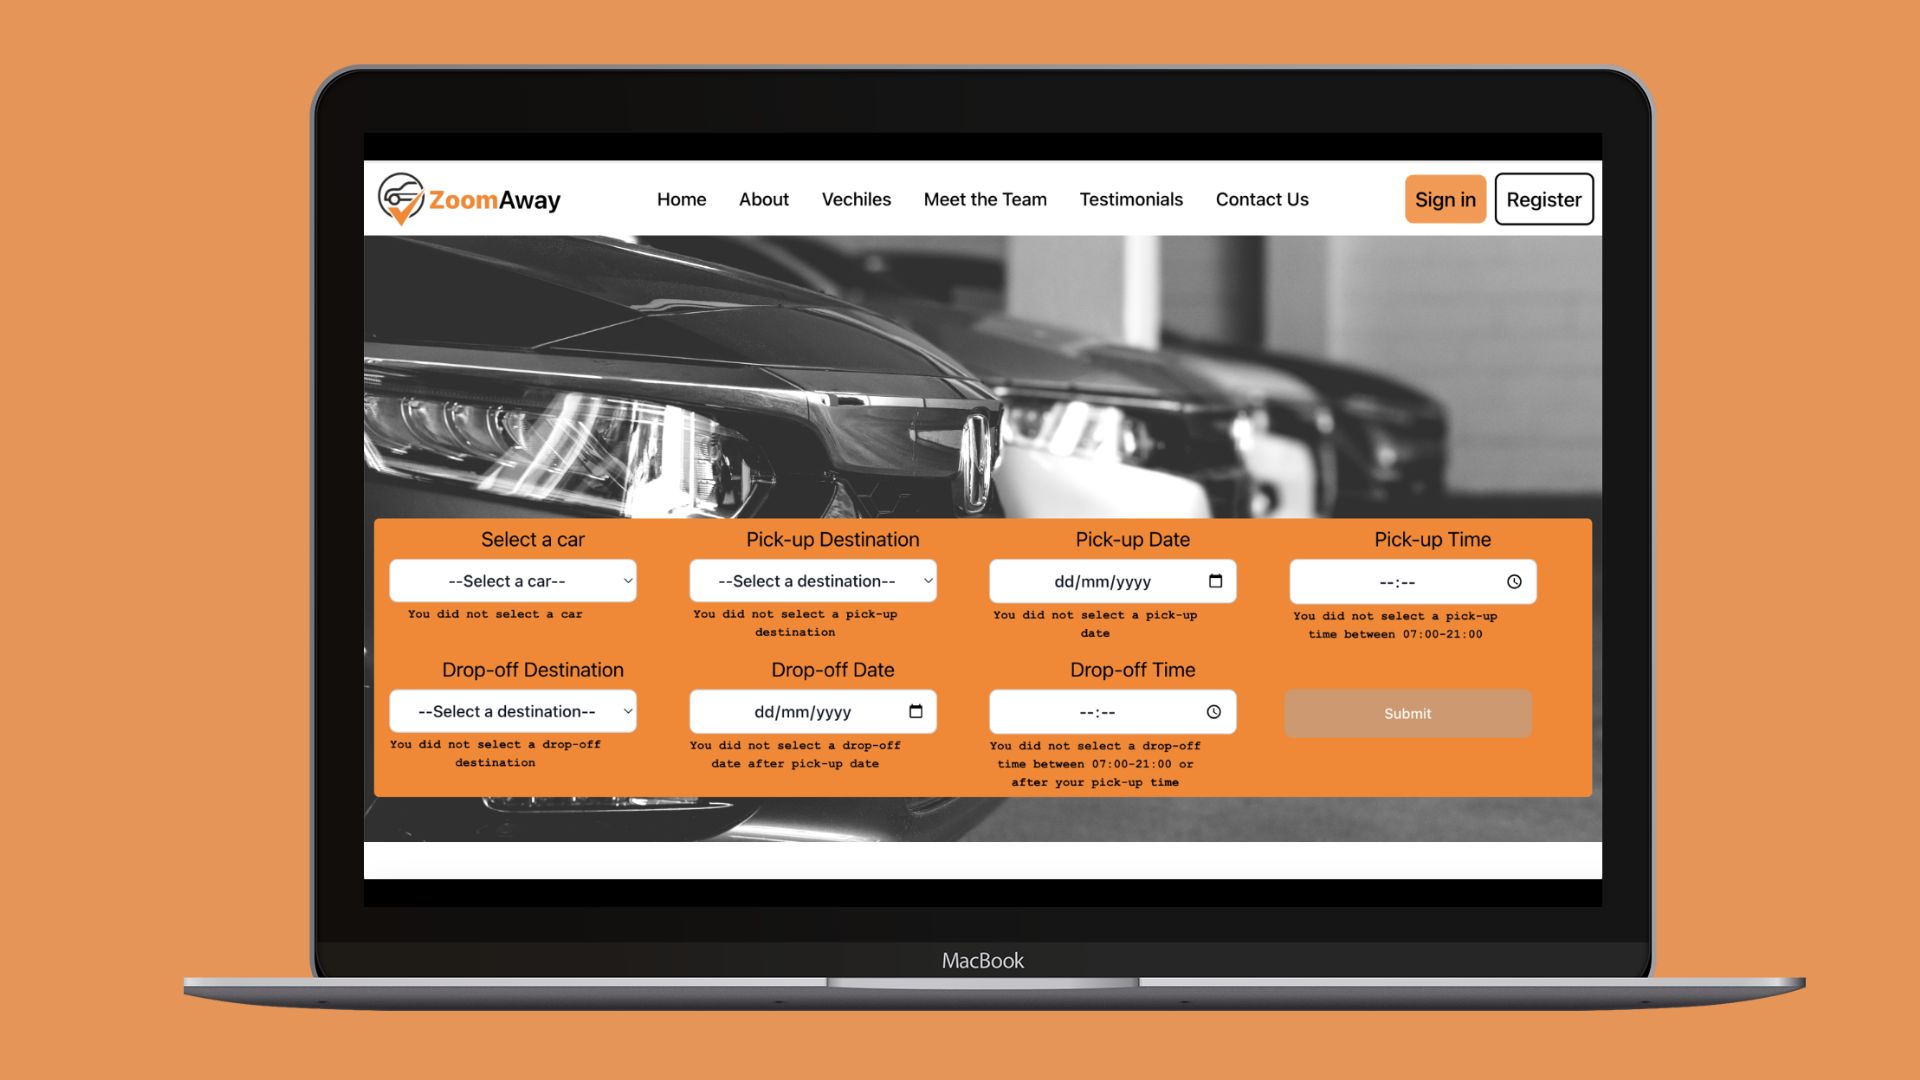 ZoomAway
Home About Vechiles Meet the Team Testimonials Contact Us
Sign in Register
Select a car Pick-up Destination Pick-up Date Pick-up Time
--Select a car-- --Select a destination-- dd/mm/yyyy --:--
You did not select a car
You did not select a pick-up
destination
You did not select a pick-up
date
You did not select a pick-up
time between 07:00-21:00
Drop-off Destination Drop-off Date Drop-off Time
--Select a destination-- dd/mm/yyyy --:-- Submit
You did not select a drop-off
destination
You did not select a drop-off
date after pick-up date
You did not select a drop-off
time between 07:00-21:00 or
after your pick-up time
MacBook